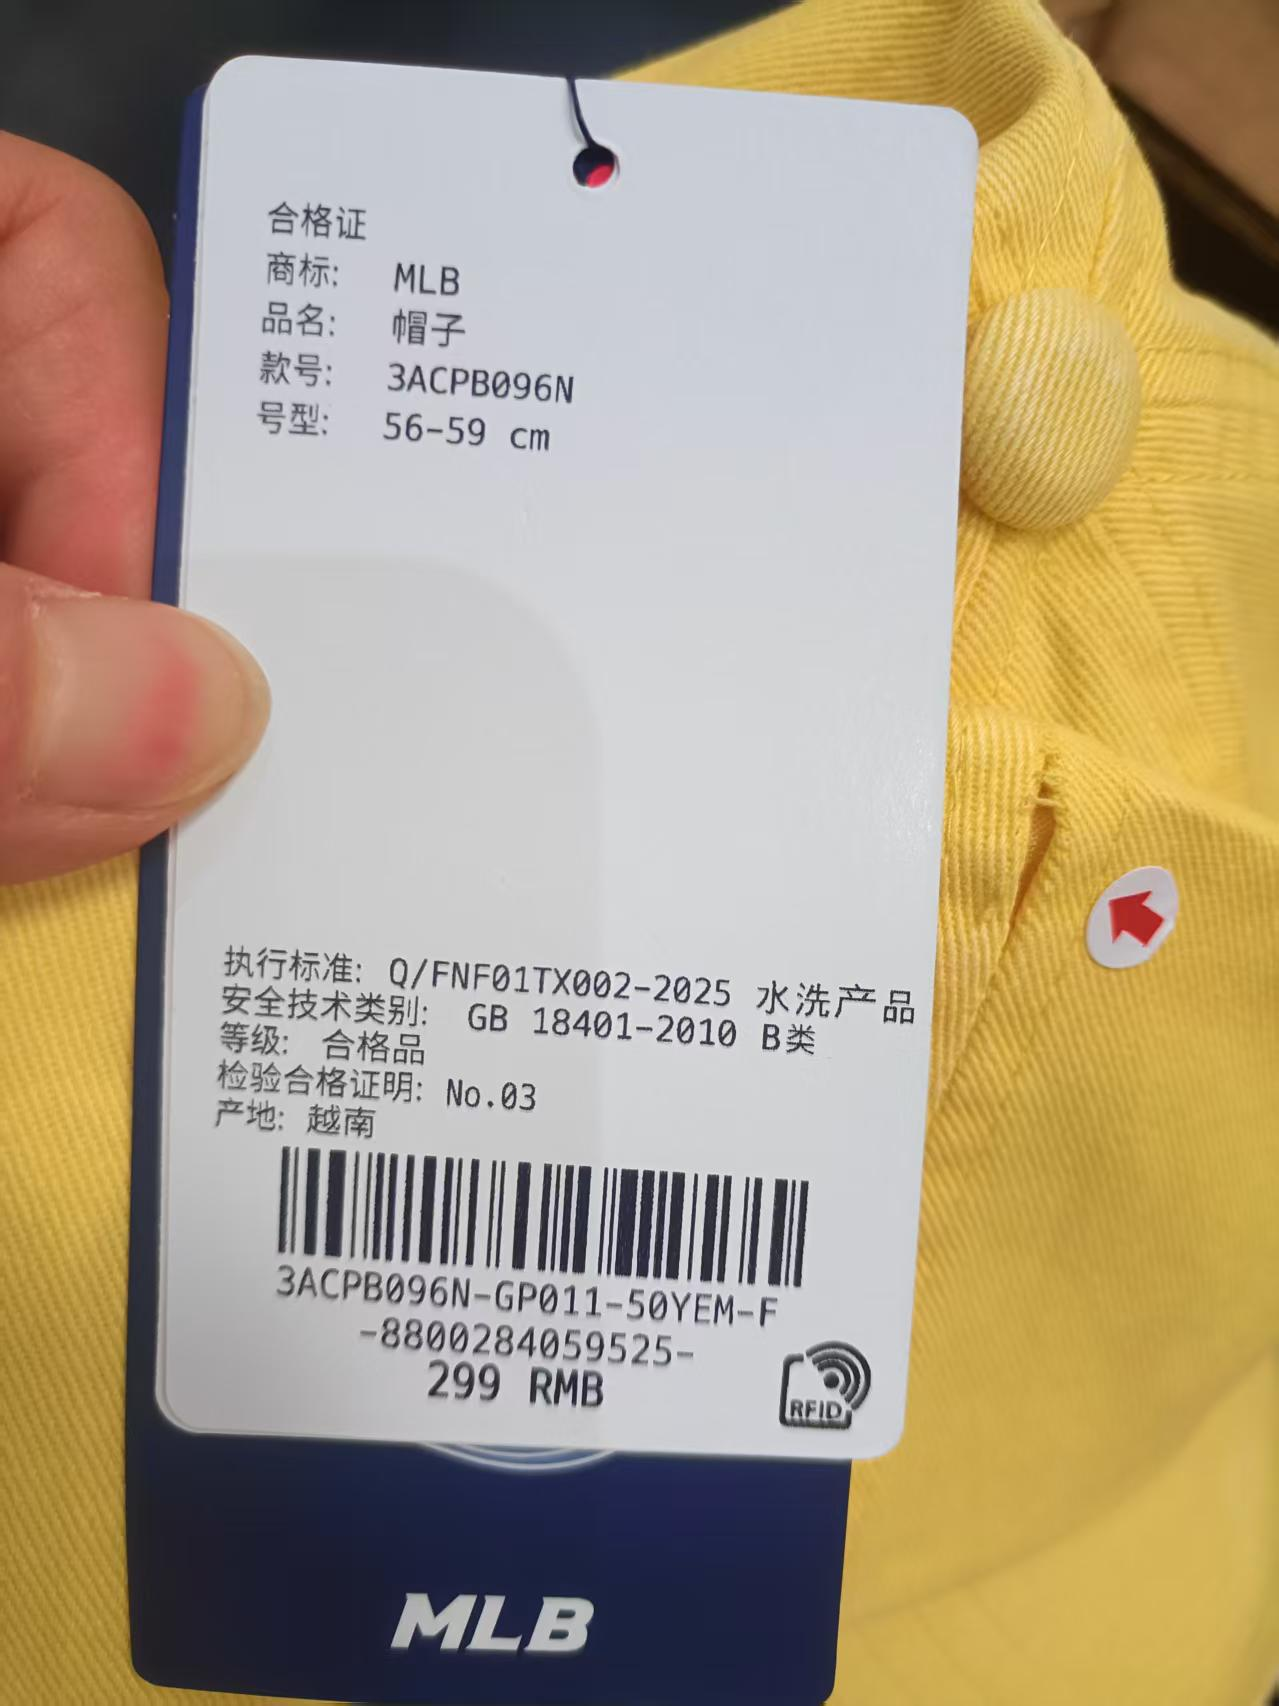 合格证
商标: MLB
品名: 帽子
款号: 3ACPB096N
号型: 56-59 cm
执行标准: Q/FNF01TX002-2025 水洗产品
安全技术类别: GB 18401-2010 B类
等级: 合格品
检验合格证明: No.03
产地: 越南
3ACPB096N-GP011-50YEM-F
-8800284059525-
299 RMB
RFID
MLB